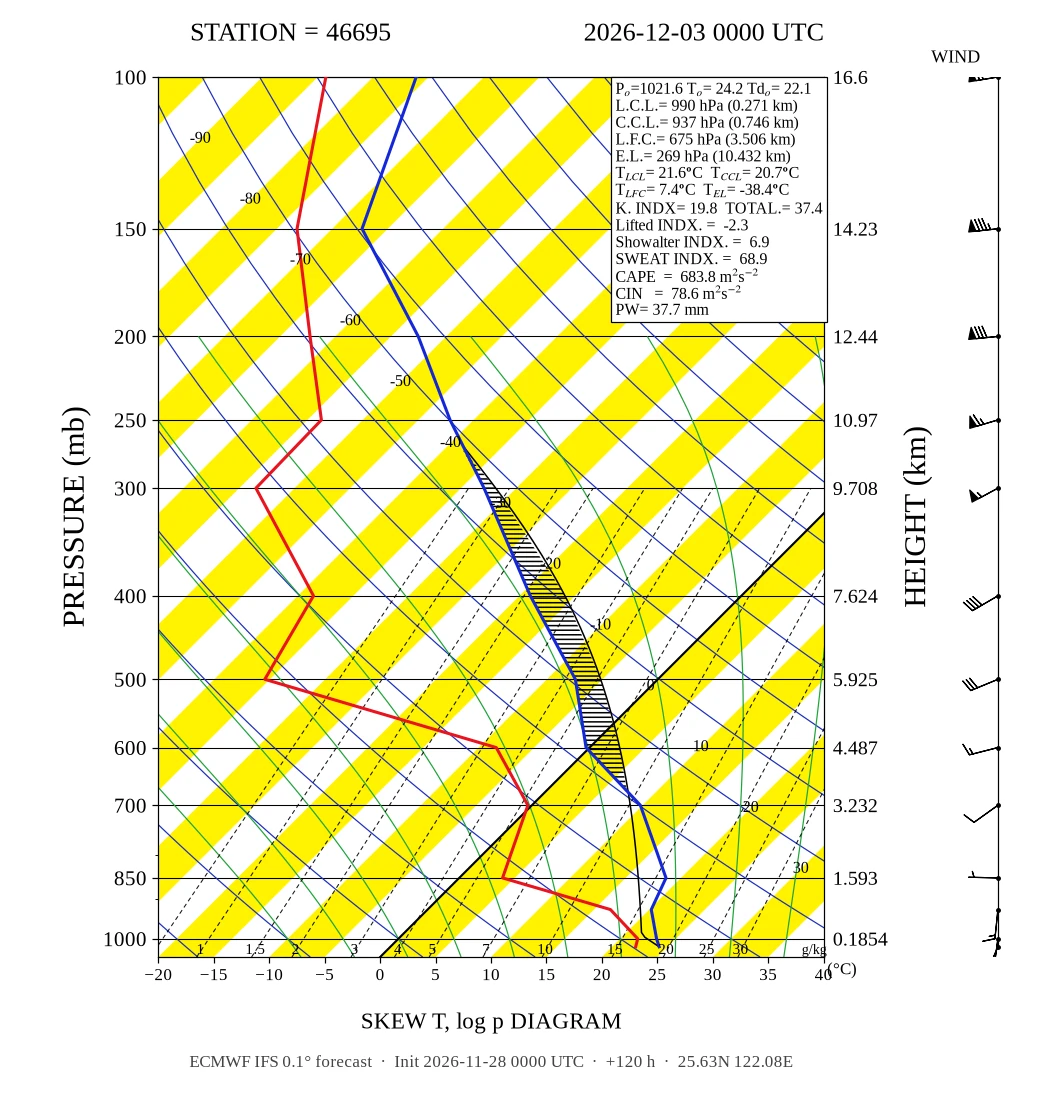 STATION = 46695 2026-12-03 0000 UTC
WIND
100 16.6
Pₒ=1021.6 Tₒ= 24.2 Tdₒ= 22.1
L.C.L.= 990 hPa (0.271 km)
C.C.L.= 937 hPa (0.746 km)
L.F.C.= 675 hPa (3.506 km)
E.L.= 269 hPa (10.432 km)
T_LCL= 21.6°C T_CCL= 20.7°C
T_LFC= 7.4°C T_EL= -38.4°C
K. INDX= 19.8 TOTAL.= 37.4
Lifted INDX. = -2.3
Showalter INDX. = 6.9
SWEAT INDX. = 68.9
CAPE = 683.8 m²s⁻²
CIN = 78.6 m²s⁻²
PW= 37.7 mm
-90
-80
150 14.23
-70
-60
200 12.44
-50
250 10.97
-40
300 9.708
-30
-20
400 7.624
-10
500 5.925
0
600 4.487
10
700 3.232
20
850 1.593
30
1000 0.1854
PRESSURE (mb)
HEIGHT (km)
1 1.5 2 3 4 5 7 10 15 20 25 30 g/kg
−20 −15 −10 −5 0 5 10 15 20 25 30 35 40 (°C)
SKEW T, log p DIAGRAM
ECMWF IFS 0.1° forecast · Init 2026-11-28 0000 UTC · +120 h · 25.63N 122.08E